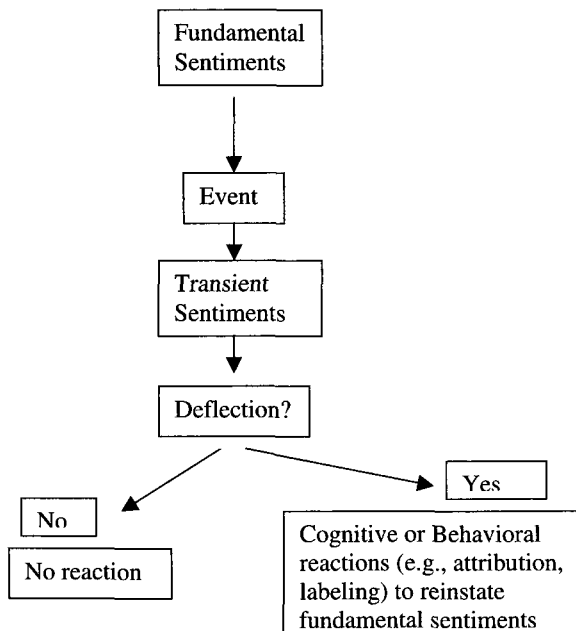 Fundamental
Sentiments
Event
Transient
Sentiments
Deflection?
No
Yes
No reaction
Cognitive or Behavioral
reactions (e.g., attribution,
labeling) to reinstate
fundamental sentiments